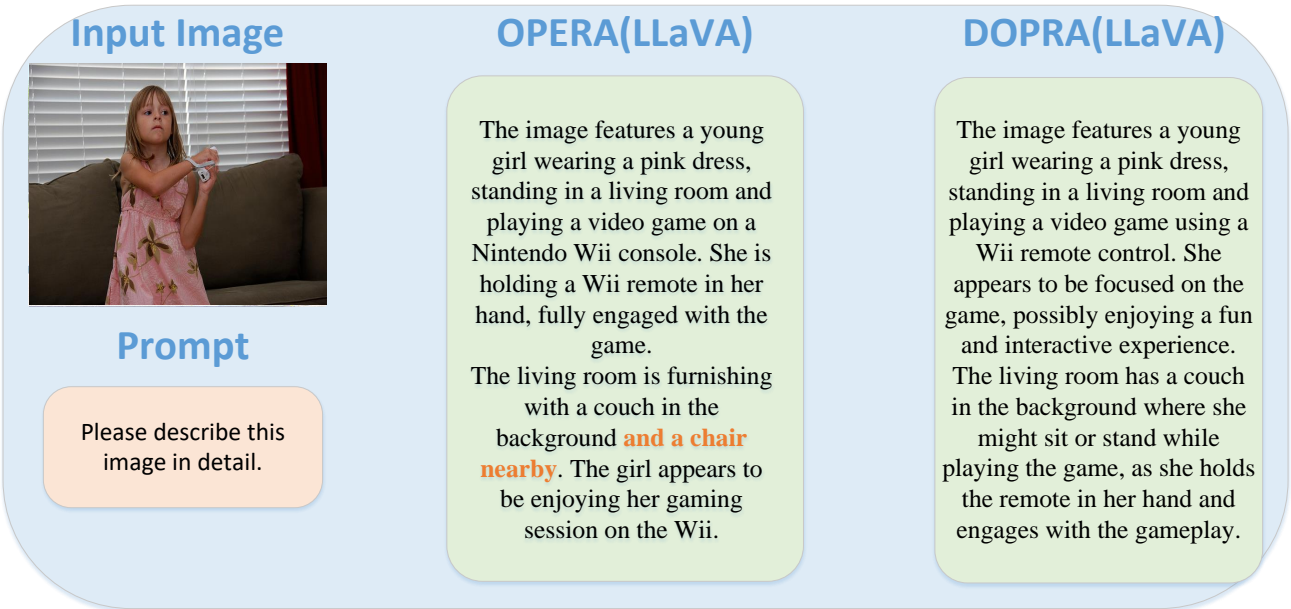 Input Image
OPERA(LLaVA)
DOPRA(LLaVA)
Prompt
Please describe this
image in detail.
The image features a young
girl wearing a pink dress,
standing in a living room and
playing a video game on a
Nintendo Wii console. She is
holding a Wii remote in her
hand, fully engaged with the
game.
The living room is furnishing
with a couch in the
background and a chair
nearby. The girl appears to
be enjoying her gaming
session on the Wii.
The image features a young
girl wearing a pink dress,
standing in a living room and
playing a video game using a
Wii remote control. She
appears to be focused on the
game, possibly enjoying a fun
and interactive experience.
The living room has a couch
in the background where she
might sit or stand while
playing the game, as she holds
the remote in her hand and
engages with the gameplay.